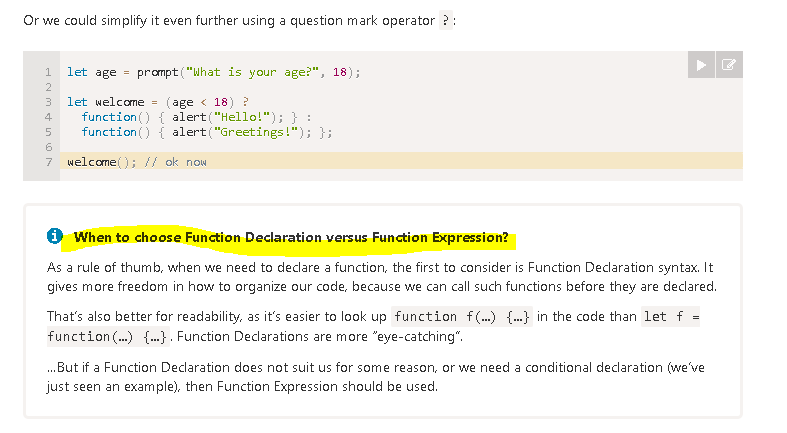 Or we could simplify it even further using a question mark operator ?:
1 let age = prompt("What is your age?", 18);
2
3 let welcome = (age < 18) ?
4   function() { alert("Hello!"); } :
5   function() { alert("Greetings!"); };
6
7 welcome(); // ok now
When to choose Function Declaration versus Function Expression?
As a rule of thumb, when we need to declare a function, the first to consider is Function Declaration syntax. It
gives more freedom in how to organize our code, because we can call such functions before they are declared.
That's also better for readability, as it's easier to look up function f(…) {…} in the code than let f =
function(…) {…}. Function Declarations are more “eye-catching”.
…But if a Function Declaration does not suit us for some reason, or we need a conditional declaration (we've
just seen an example), then Function Expression should be used.